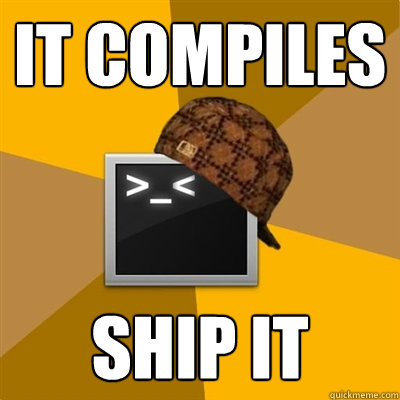 IT COMPILES
>_<
SHIP IT
quickmeme.com